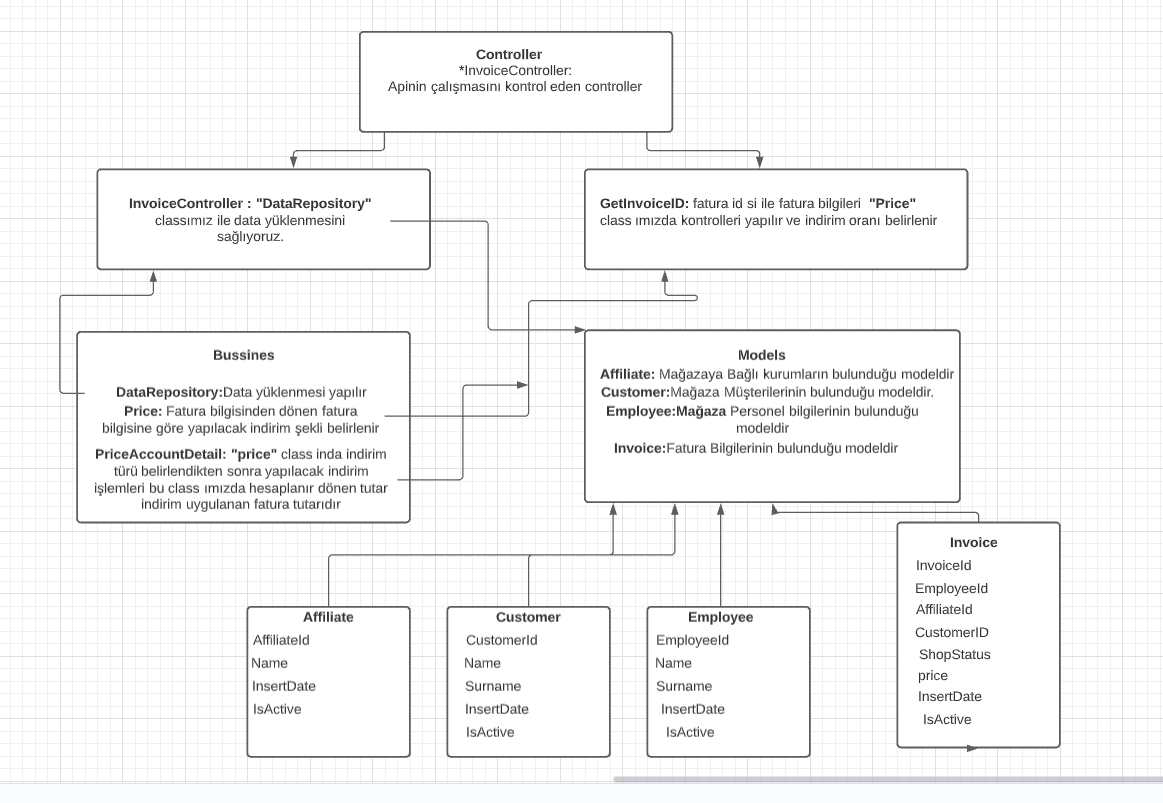 Controller
*InvoiceController:
Apinin çalışmasını kontrol eden controller
InvoiceController : "DataRepository"
classımız ile data yüklenmesini
sağlıyoruz.
GetInvoiceID: fatura id si ile fatura bilgileri "Price"
class ımızda kontrolleri yapılır ve indirim oranı belirlenir
Bussines
DataRepository:Data yüklenmesi yapılır
Price: Fatura bilgisinden dönen fatura
bilgisine göre yapılacak indirim şekli belirlenir
PriceAccountDetail: "price" class inda indirim
türü belirlendikten sonra yapılacak indirim
işlemleri bu class ımızda hesaplanır dönen tutar
indirim uygulanan fatura tutarıdır
Models
Affiliate: Mağazaya Bağlı kurumların bulunduğu modeldir
Customer:Mağaza Müşterilerinin bulunduğu modeldir.
Employee:Mağaza Personel bilgilerinin bulunduğu
modeldir
Invoice:Fatura Bilgilerinin bulunduğu modeldir
Affiliate
AffiliateId
Name
InsertDate
IsActive
Customer
CustomerId
Name
Surname
InsertDate
IsActive
Employee
EmployeeId
Name
Surname
InsertDate
IsActive
Invoice
InvoiceId
EmployeeId
AffiliateId
CustomerID
ShopStatus
price
InsertDate
IsActive